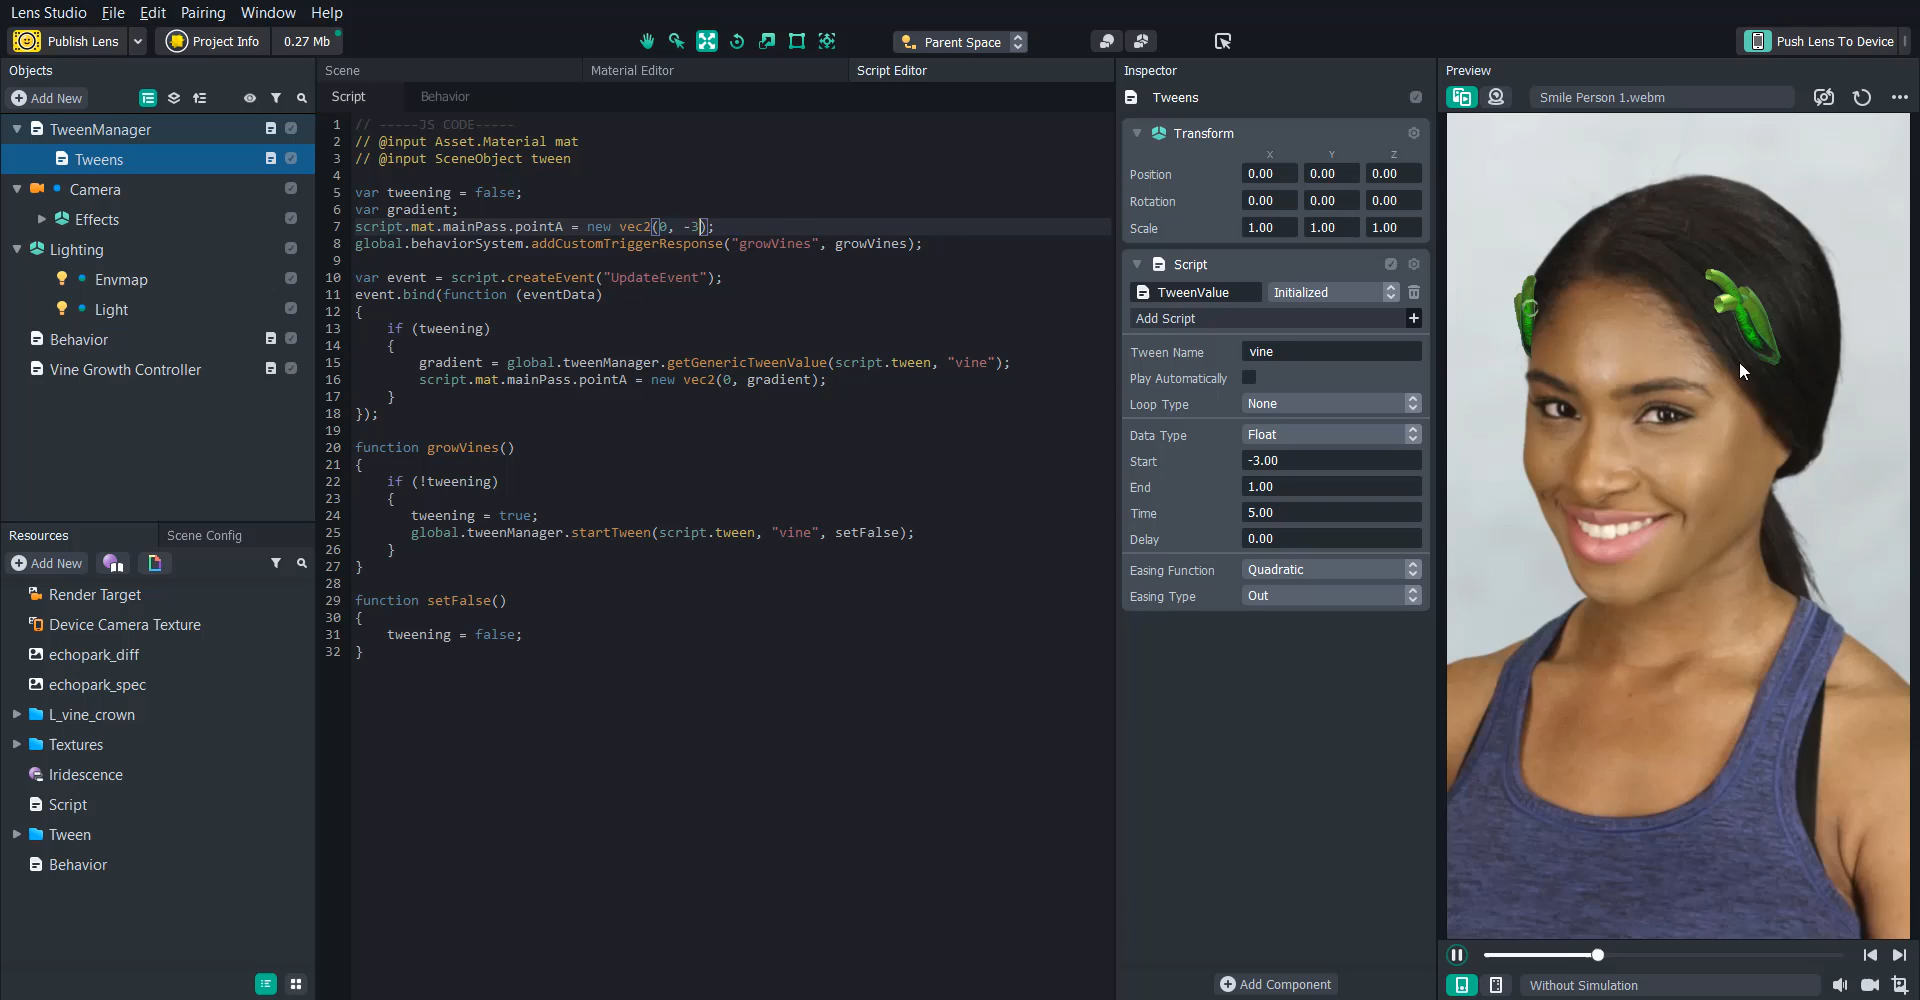 Lens Studio File Edit Pairing Window Help
Publish Lens Project Info 0.27 Mb Parent Space Push Lens To Device
Objects
Add New
TweenManager
Tweens
Camera
Effects
Lighting
Envmap
Light
Behavior
Vine Growth Controller
Resources Scene Config
Add New
Render Target
Device Camera Texture
echopark_diff
echopark_spec
L_vine_crown
Textures
Iridescence
Script
Tween
Behavior
Scene Material Editor Script Editor
Script Behavior
1 // -----JS CODE-----
2 // @input Asset.Material mat
3 // @input SceneObject tween
4
5 var tweening = false;
6 var gradient;
7 script.mat.mainPass.pointA = new vec2(0, -3);
8 global.behaviorSystem.addCustomTriggerResponse("growVines", growVines);
9
10 var event = script.createEvent("UpdateEvent");
11 event.bind(function (eventData)
12 {
13 if (tweening)
14 {
15 gradient = global.tweenManager.getGenericTweenValue(script.tween, "vine");
16 script.mat.mainPass.pointA = new vec2(0, gradient);
17 }
18 });
19
20 function growVines()
21 {
22 if (!tweening)
23 {
24 tweening = true;
25 global.tweenManager.startTween(script.tween, "vine", setFalse);
26 }
27 }
28
29 function setFalse()
30 {
31 tweening = false;
32 }
Inspector
Tweens
Transform
X Y Z
Position 0.00 0.00 0.00
Rotation 0.00 0.00 0.00
Scale 1.00 1.00 1.00
Script
TweenValue Initialized
Add Script +
Tween Name vine
Play Automatically
Loop Type None
Data Type Float
Start -3.00
End 1.00
Time 5.00
Delay 0.00
Easing Function Quadratic
Easing Type Out
Add Component
Preview
Smile Person 1.webm
Without Simulation